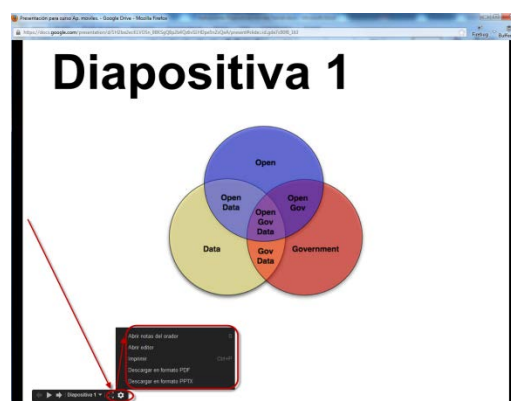 Presentación para curso Ap. moviles. - Google Drive - Mozilla Firefox
Diapositiva 1
Open
Open Data
Open Gov
Open Gov Data
Data
Gov Data
Government
Abrir notas del orador S
Abrir editor
Imprimir Ctrl+P
Descargar en formato PDF
Descargar en formato PPTX
Diapositiva 1